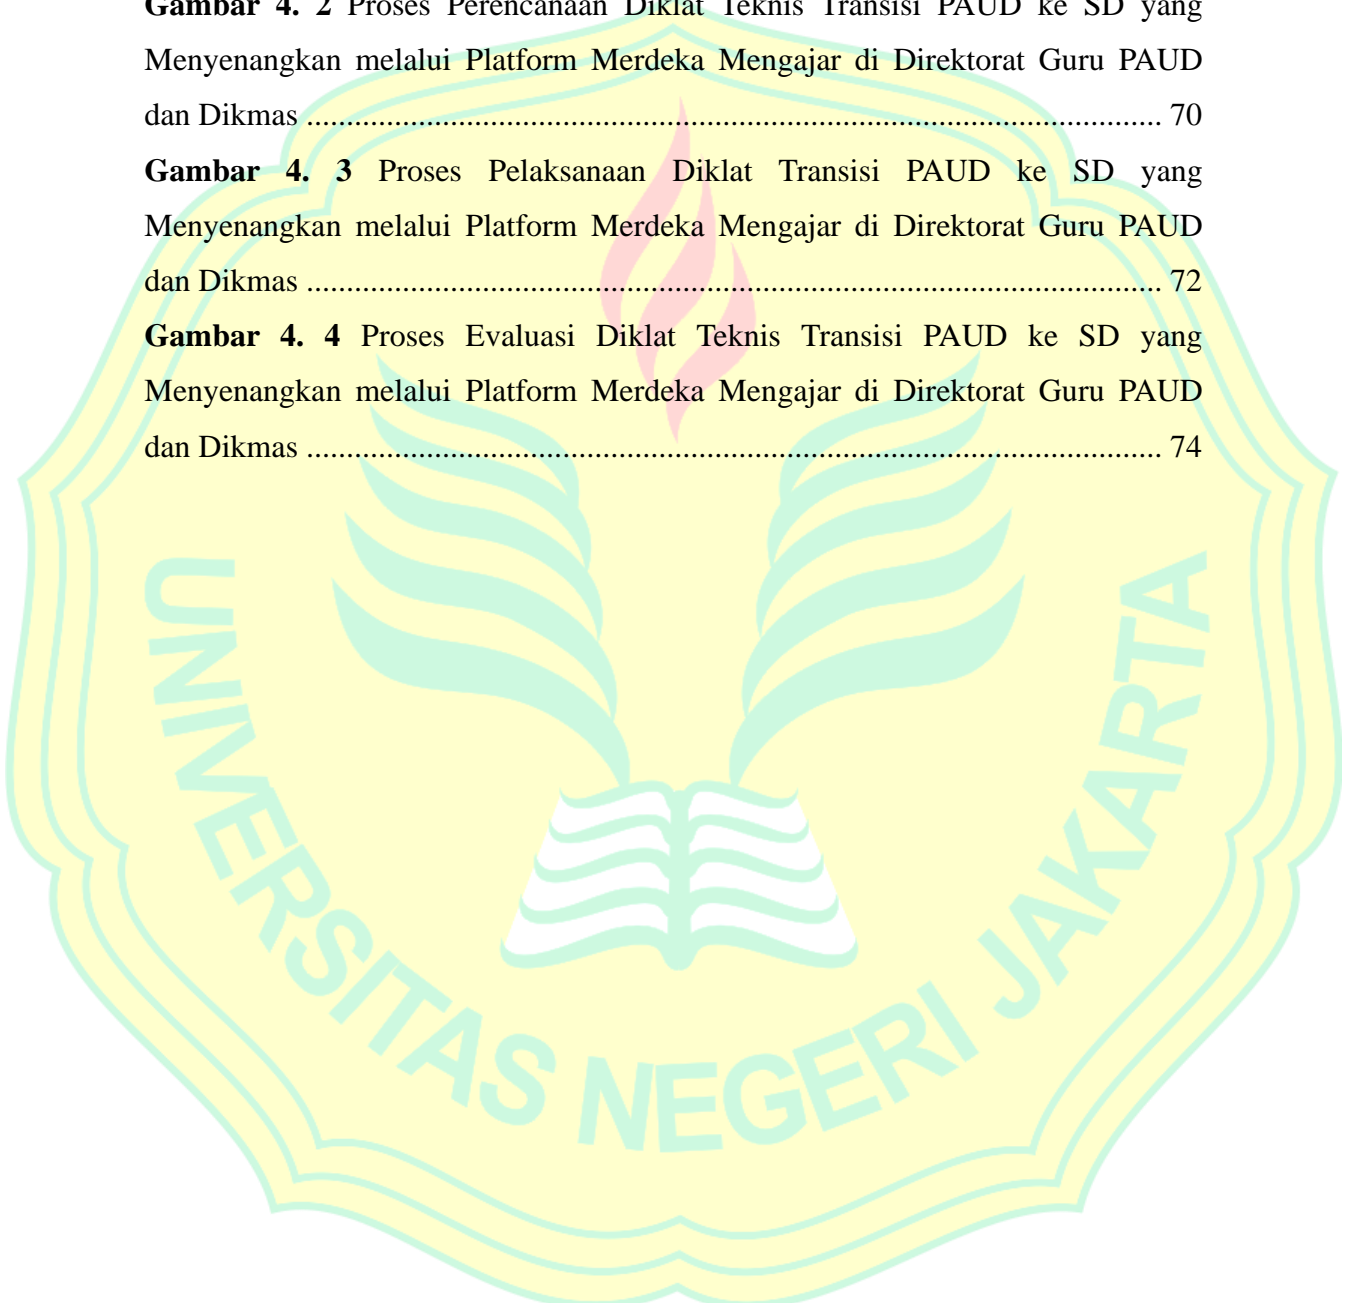 Gambar 4. 2 Proses Perencanaan Diklat Teknis Transisi PAUD ke SD yang
Menyenangkan melalui Platform Merdeka Mengajar di Direktorat Guru PAUD
dan Dikmas ............................................................................................................ 70
Gambar 4. 3 Proses Pelaksanaan Diklat Transisi PAUD ke SD yang
Menyenangkan melalui Platform Merdeka Mengajar di Direktorat Guru PAUD
dan Dikmas ............................................................................................................ 72
Gambar 4. 4 Proses Evaluasi Diklat Teknis Transisi PAUD ke SD yang
Menyenangkan melalui Platform Merdeka Mengajar di Direktorat Guru PAUD
dan Dikmas ............................................................................................................ 74
UNIVERSITAS NEGERI JAKARTA